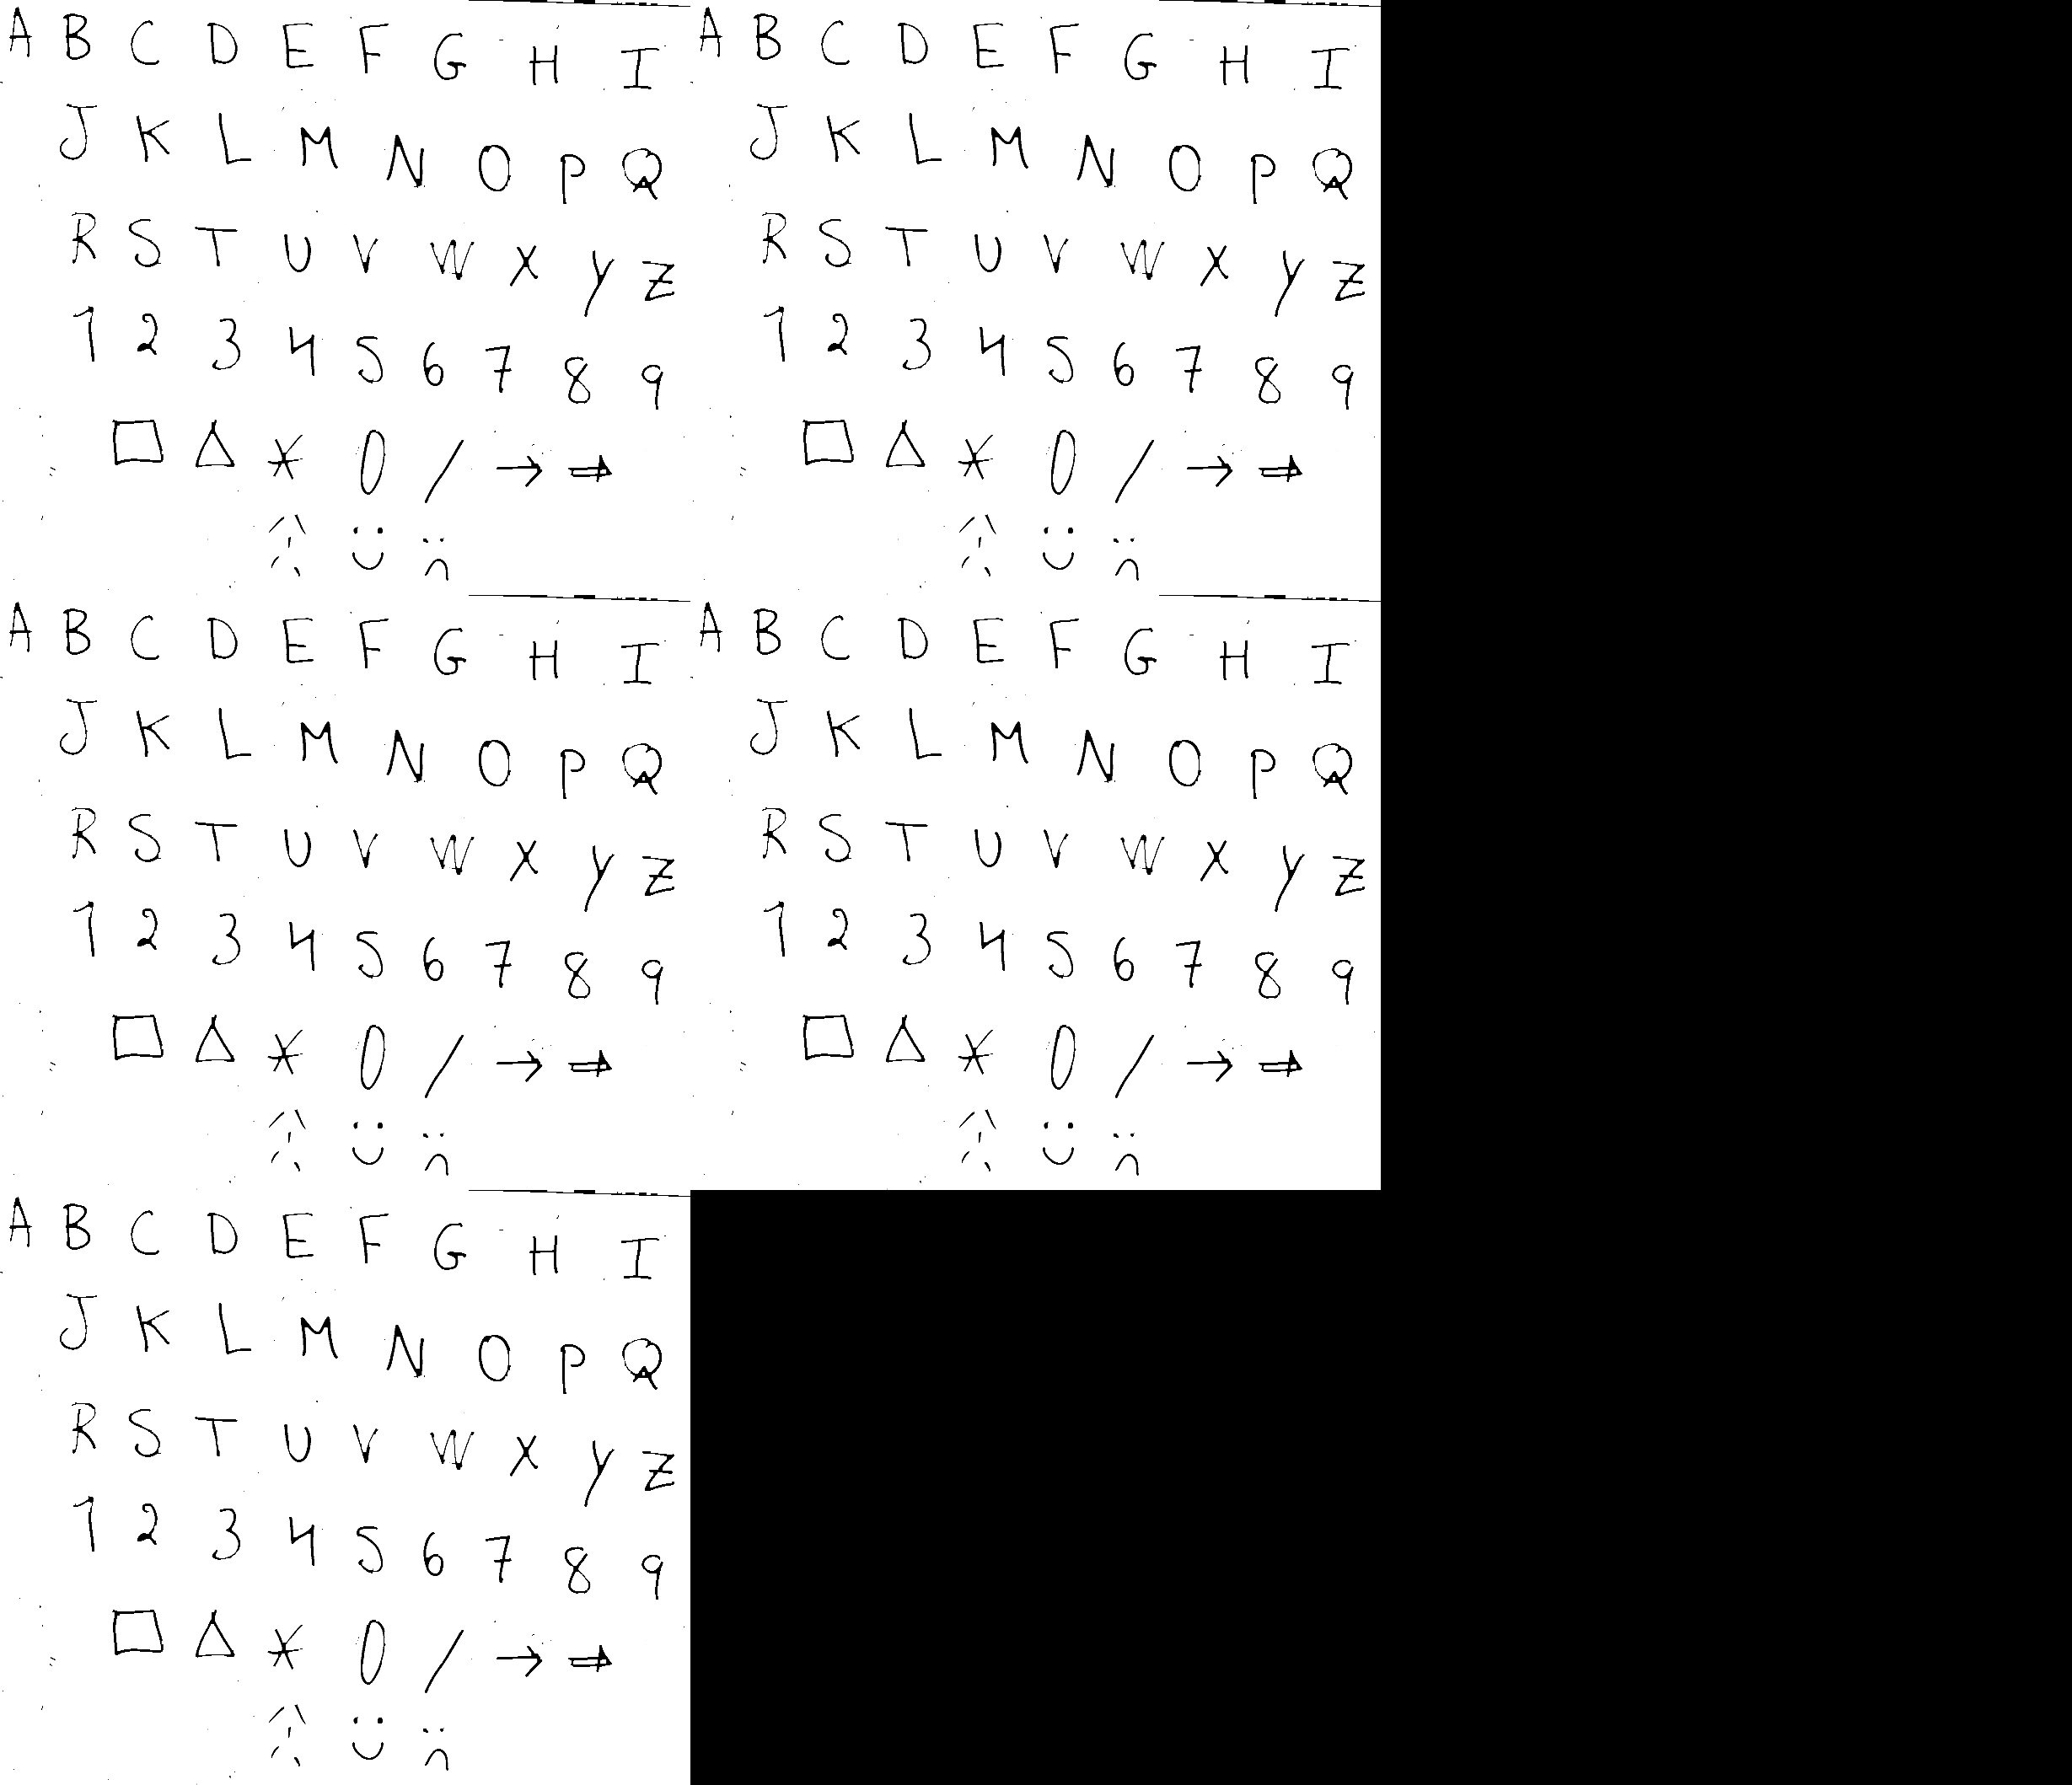 A B C D E F G H I A B C D E F G H I
J K L M N O P Q J K L M N O P Q
R S T U V W X Y Z R S T U V W X Y Z
1 2 3 4 5 6 7 8 9 1 2 3 4 5 6 7 8 9
□ △ * 0 / → ⇒ □ △ * 0 / → ⇒
:) :( :) :(
A B C D E F G H I A B C D E F G H I
J K L M N O P Q J K L M N O P Q
R S T U V W X Y Z R S T U V W X Y Z
1 2 3 4 5 6 7 8 9 1 2 3 4 5 6 7 8 9
□ △ * 0 / → ⇒ □ △ * 0 / → ⇒
:) :( :) :(
A B C D E F G H I
J K L M N O P Q
R S T U V W X Y Z
1 2 3 4 5 6 7 8 9
□ △ * 0 / → ⇒
:) :(